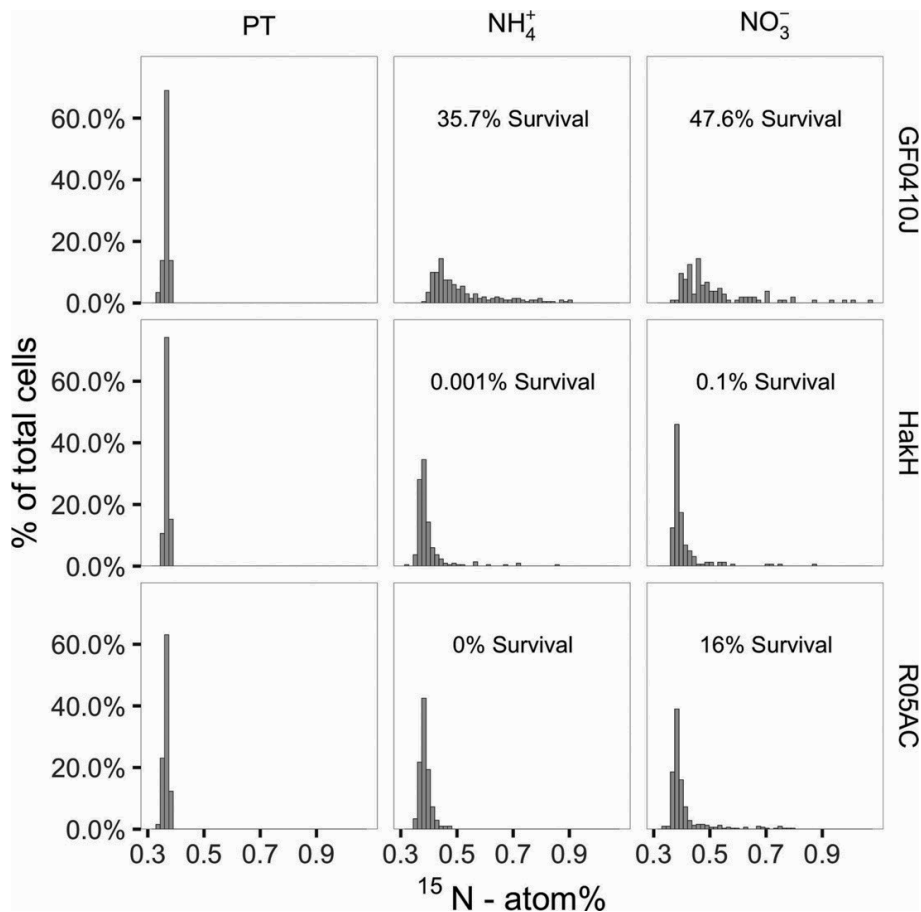 PT NH₄⁺ NO₃⁻
60.0%
40.0%
20.0%
0.0%
35.7% Survival
47.6% Survival
GF0410J
60.0%
40.0%
20.0%
0.0%
0.001% Survival
0.1% Survival
HakH
60.0%
40.0%
20.0%
0.0%
0% Survival
16% Survival
R05AC
% of total cells
0.3 0.5 0.7 0.9 0.3 0.5 0.7 0.9 0.3 0.5 0.7 0.9
¹⁵ N - atom%